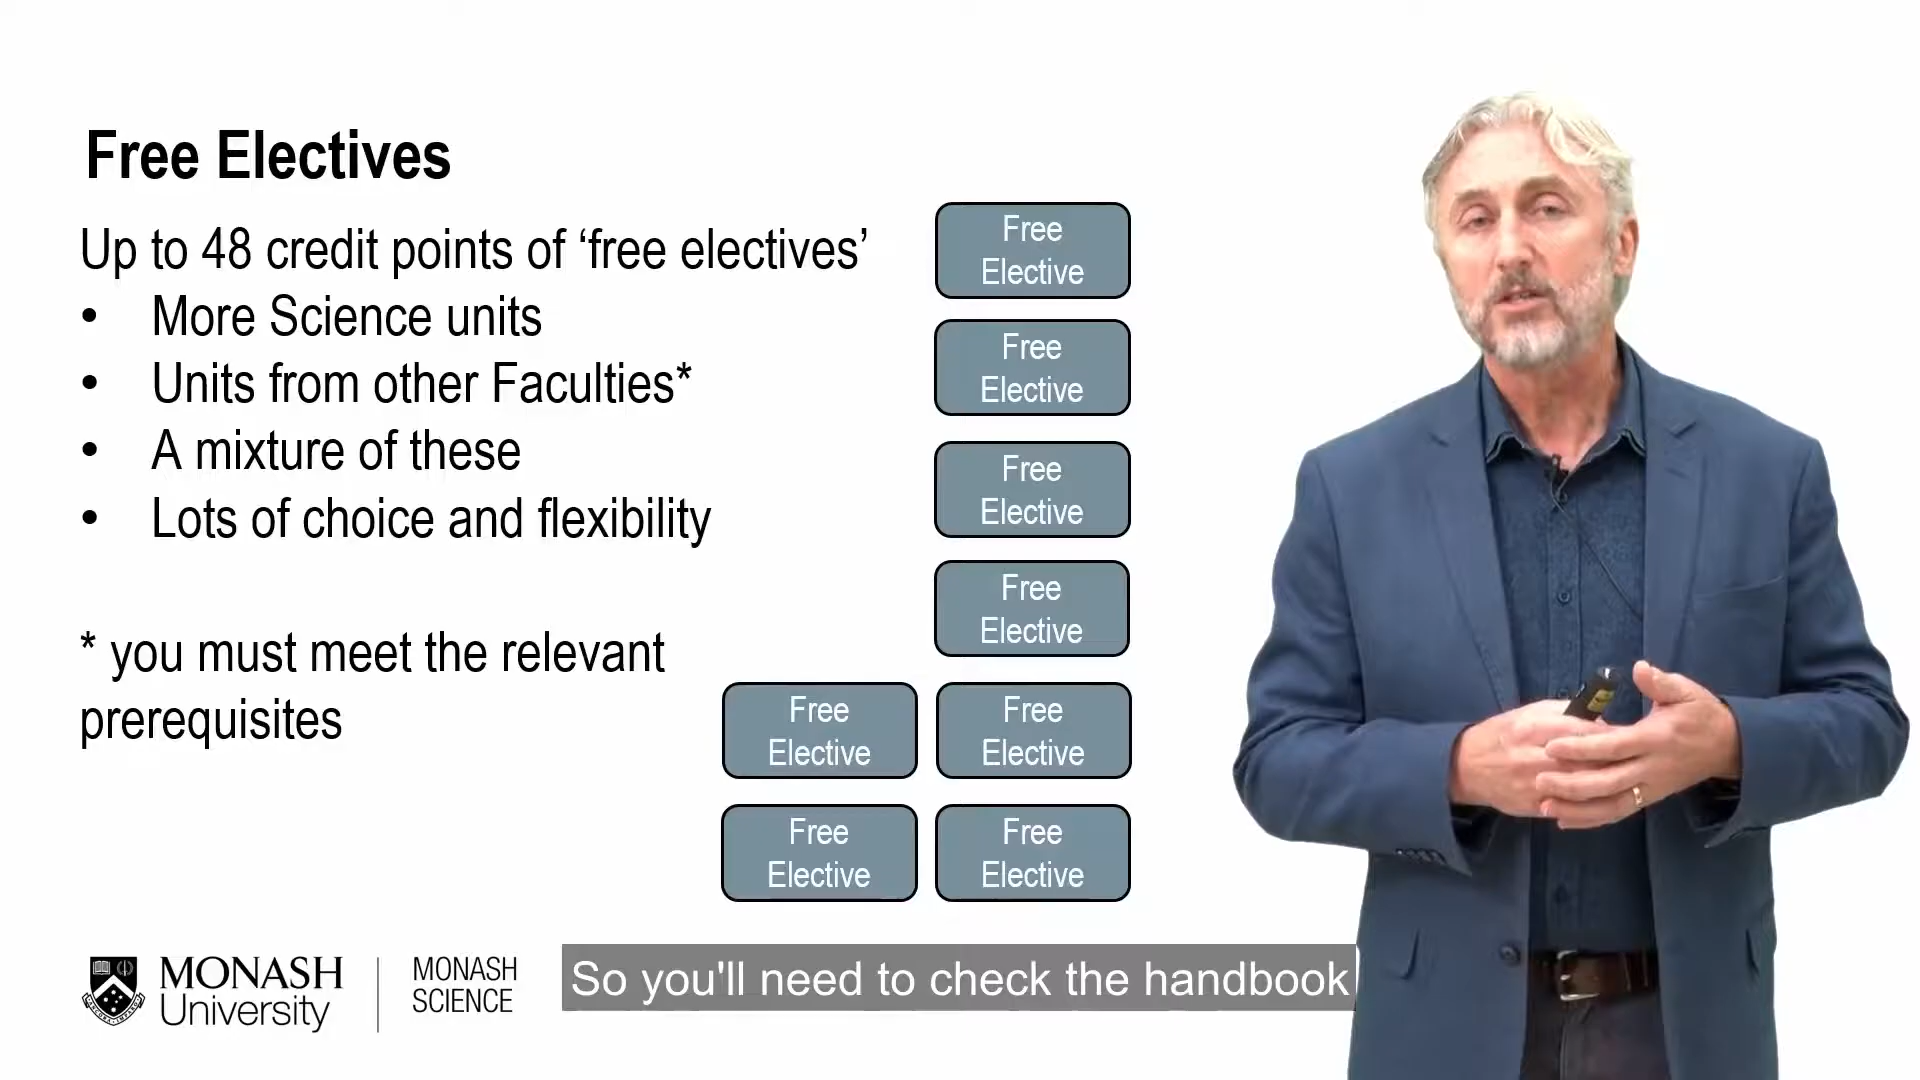 Free Electives
Up to 48 credit points of ‘free electives’
• More Science units
• Units from other Faculties*
• A mixture of these
• Lots of choice and flexibility
* you must meet the relevant
prerequisites
Free
Elective
Free
Elective
Free
Elective
Free
Elective
Free
Elective
Free
Elective
Free
Elective
Free
Elective
MONASH
University
MONASH
SCIENCE
So you'll need to check the handbook